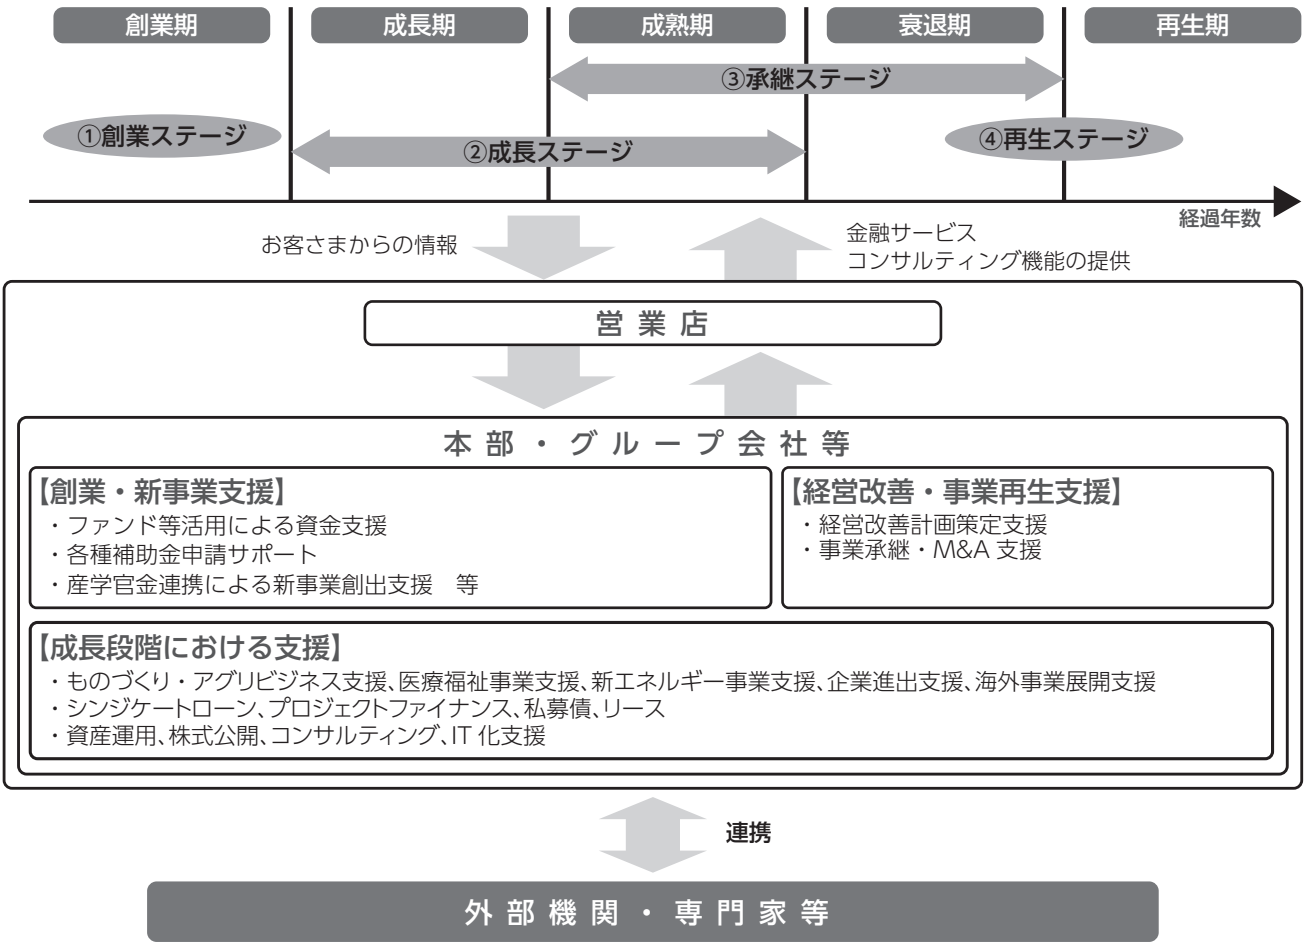 創業期
成長期
成熟期
衰退期
再生期
③承継ステージ
①創業ステージ
②成長ステージ
④再生ステージ
経過年数
お客さまからの情報
金融サービス
コンサルティング機能の提供
営業店
本部・グループ会社等
【創業・新事業支援】
・ファンド等活用による資金支援
・各種補助金申請サポート
・産学官金連携による新事業創出支援　等
【経営改善・事業再生支援】
・経営改善計画策定支援
・事業承継・M&A 支援
【成長段階における支援】
・ものづくり・アグリビジネス支援、医療福祉事業支援、新エネルギー事業支援、企業進出支援、海外事業展開支援
・シンジケートローン、プロジェクトファイナンス、私募債、リース
・資産運用、株式公開、コンサルティング、IT 化支援
連携
外部機関・専門家等